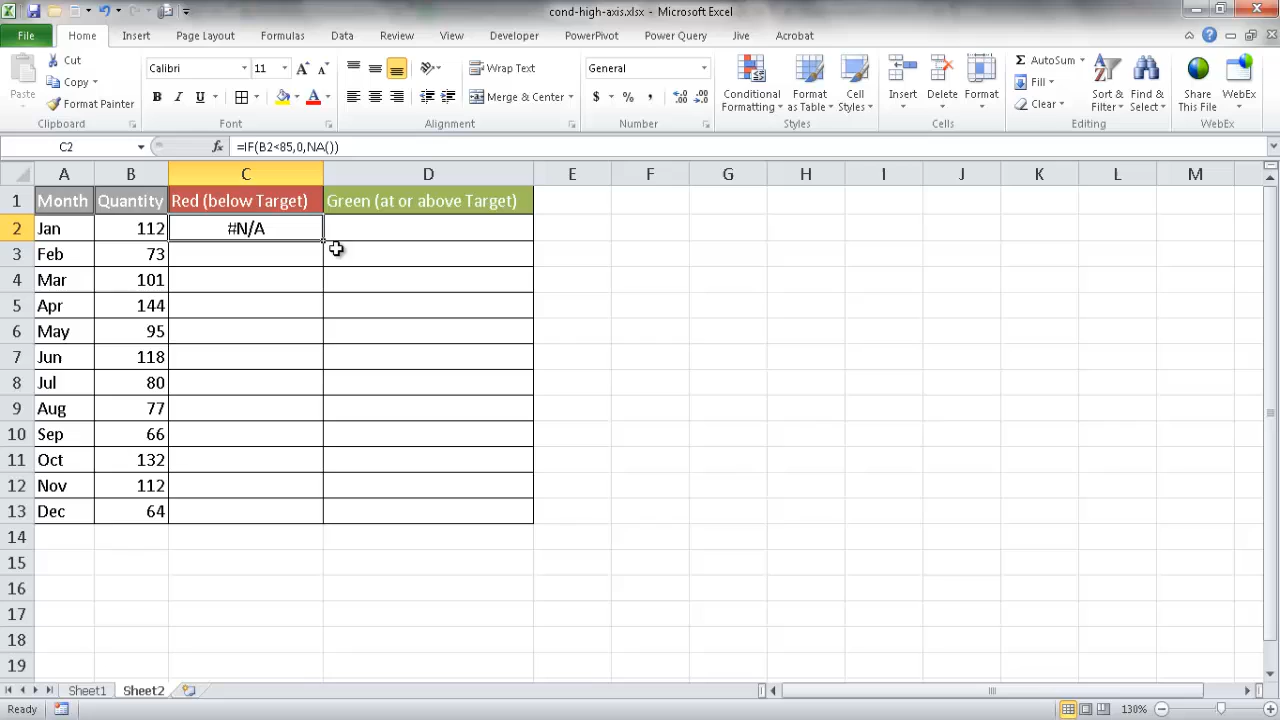 cond-high-axis.xlsx - Microsoft Excel
File Home Insert Page Layout Formulas Data Review View Developer PowerPivot Power Query Jive Acrobat
Paste
Cut
Copy
Format Painter
Clipboard
Calibri 11
B I U
Font
Wrap Text
Merge & Center
Alignment
General
$ % ,
Number
Conditional Formatting
Format as Table
Cell Styles
Styles
Insert
Delete
Format
Cells
AutoSum
Fill
Clear
Sort & Filter
Find & Select
Editing
Share This File
WebEx
WebEx
C2 fx =IF(B2<85,0,NA())
A B C D E F G H I J K L M
1 Month Quantity Red (below Target) Green (at or above Target)
2 Jan 112 #N/A
3 Feb 73
4 Mar 101
5 Apr 144
6 May 95
7 Jun 118
8 Jul 80
9 Aug 77
10 Sep 66
11 Oct 132
12 Nov 112
13 Dec 64
14
15
16
17
18
19
Sheet1 Sheet2
Ready 130%